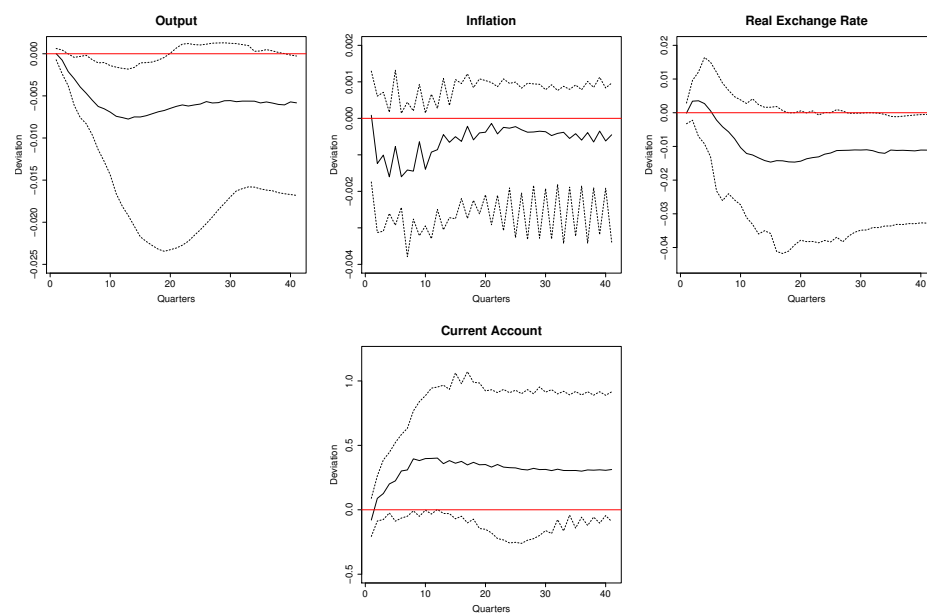 Output
Deviation
0.000
−0.005
−0.010
−0.015
−0.020
−0.025
0 10 20 30 40
Quarters
Inflation
Deviation
0.002
0.001
0.000
−0.002
−0.004
0 10 20 30 40
Quarters
Real Exchange Rate
Deviation
0.02
0.01
0.00
−0.01
−0.02
−0.03
−0.04
0 10 20 30 40
Quarters
Current Account
Deviation
1.0
0.5
0.0
−0.5
0 10 20 30 40
Quarters